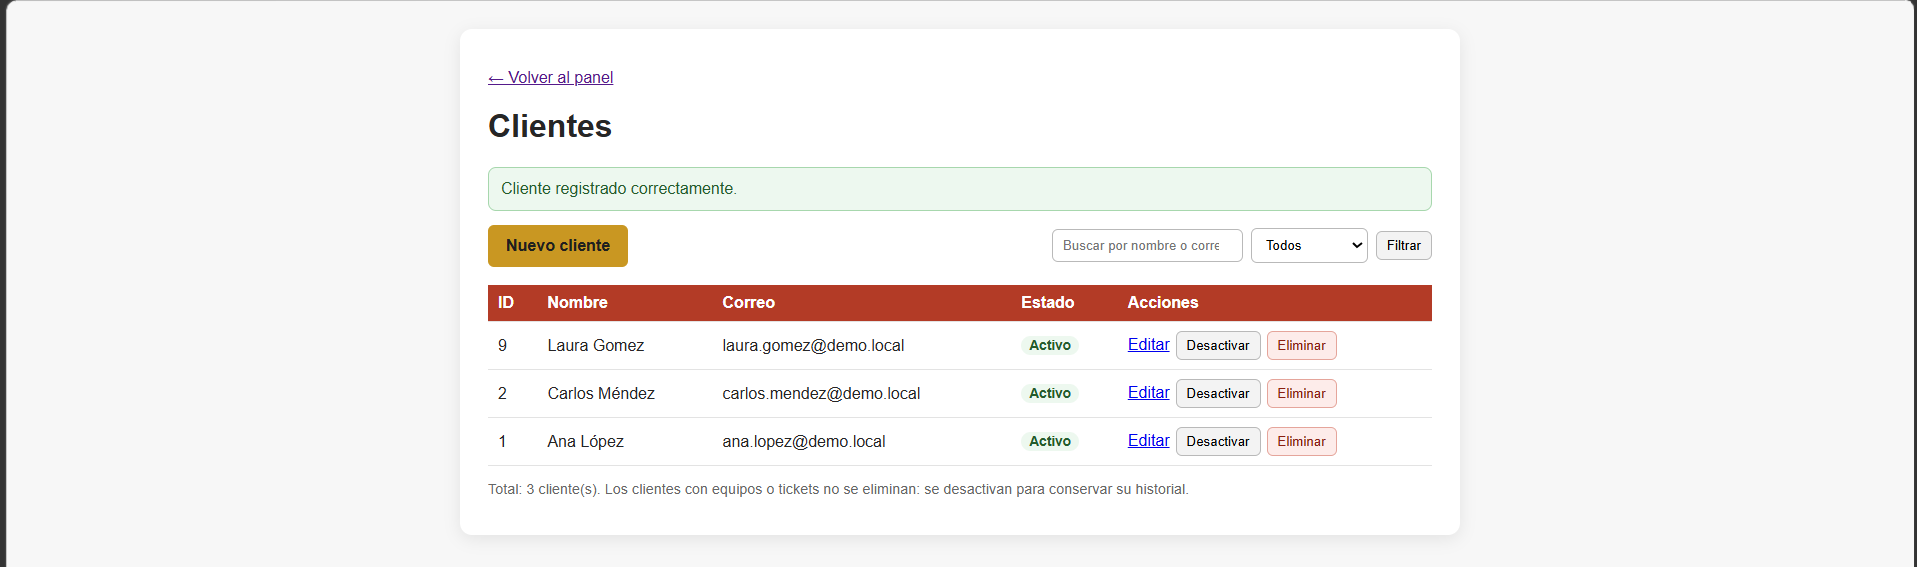 ← Volver al panel
Clientes
Cliente registrado correctamente.
Nuevo cliente Buscar por nombre o corre Todos Filtrar
ID Nombre Correo Estado Acciones
9 Laura Gomez laura.gomez@demo.local Activo Editar Desactivar Eliminar
2 Carlos Méndez carlos.mendez@demo.local Activo Editar Desactivar Eliminar
1 Ana López ana.lopez@demo.local Activo Editar Desactivar Eliminar
Total: 3 cliente(s). Los clientes con equipos o tickets no se eliminan: se desactivan para conservar su historial.